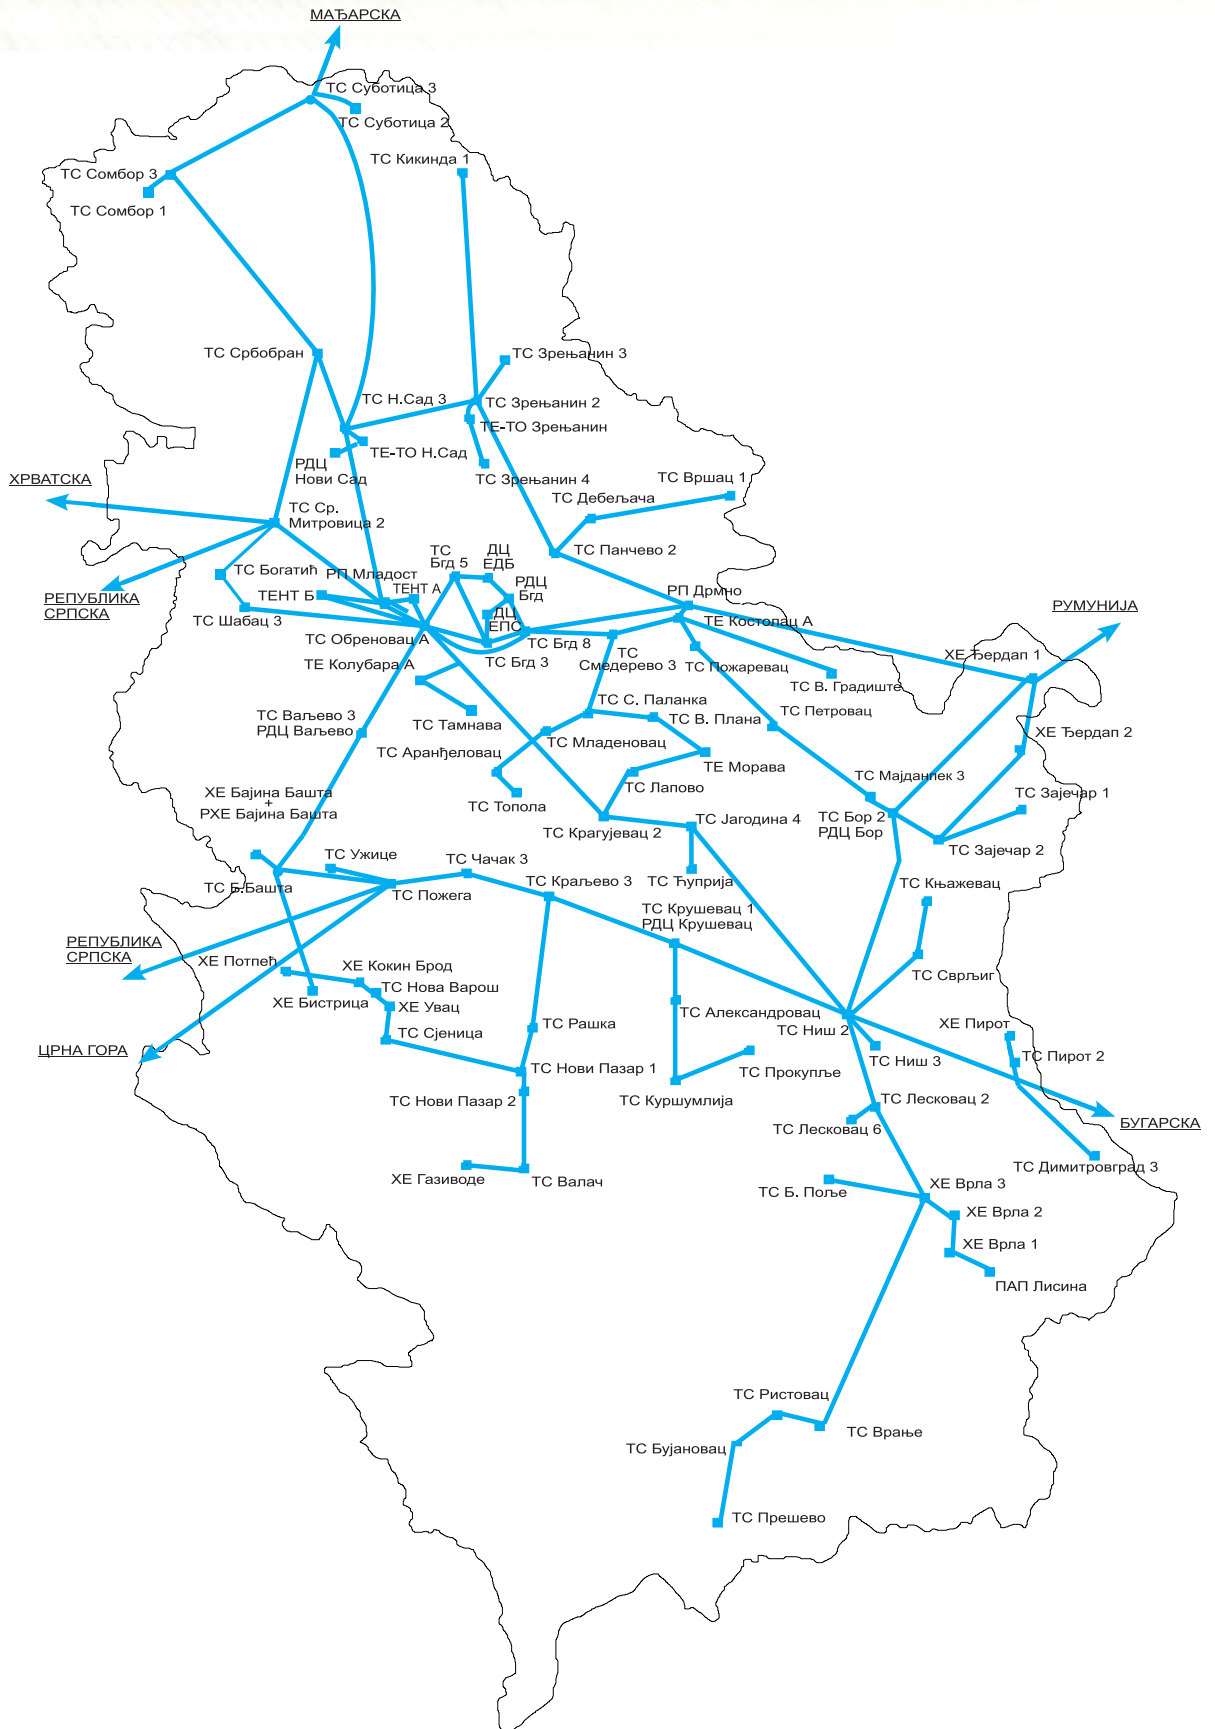 МАЂАРСКА
ТС Суботица 3
ТС Суботица 2
ТС Кикинда 1
ТС Сомбор 3
ТС Сомбор 1
ТС Србобран
ТС Зрењанин 3
ТС Н.Сад 3
ТС Зрењанин 2
ТЕ-ТО Зрењанин
ТЕ-ТО Н.Сад
РДЦ
Нови Сад
ТС Зрењанин 4
ТС Вршац 1
ХРВАТСКА
ТС Дебељача
ТС Ср.
Митровица 2
ТС Панчево 2
ТС
Бгд 5
ДЦ
ЕДБ
ТС Богатић
РП Младост
ТЕНТ А
РДЦ
Бгд
РП Дрмно
РЕПУБЛИКА
СРПСКА
ТЕНТ Б
РУМУНИЈА
ТС Шабац 3
ДЦ
ЕПС
ТЕ Костолац А
ТС Обреновац А
ТС Бгд 8
ТС Бгд 3
ТС
Смедерево 3
ХЕ Ђердап 1
ТЕ Колубара А
ТС Пожаревац
ТС В. Градиште
ТС С. Паланка
ТС Петровац
ТС Ваљево 3
РДЦ Ваљево
ТС Тамнава
ТС В. Плана
ХЕ Ђердап 2
ТС Младеновац
ТС Аранђеловац
ТЕ Морава
ТС Мајданпек 3
ТС Лапово
ХЕ Бајина Башта
+
РХЕ Бајина Башта
ТС Топола
ТС Зајечар 1
ТС Јагодина 4
ТС Бор 2
РДЦ Бор
ТС Крагујевац 2
ТС Ужице
ТС Зајечар 2
ТС Чачак 3
ТС Ћуприја
ТС Б.Башта
ТС Пожега
ТС Краљево 3
ТС Књажевац
ТС Крушевац 1
РДЦ Крушевац
РЕПУБЛИКА
СРПСКА
ХЕ Потпећ
ХЕ Кокин Брод
ТС Нова Варош
ТС Сврљиг
ХЕ Бистрица
ХЕ Увац
ТС Александровац
ТС Ниш 2
ХЕ Пирот
ТС Рашка
ТС Сјеница
ЦРНА ГОРА
ТС Ниш 3
ТС Пирот 2
ТС Нови Пазар 1
ТС Прокупље
ТС Нови Пазар 2
ТС Куршумлија
ТС Лесковац 2
БУГАРСКА
ТС Лесковац 6
ТС Димитровград 3
ХЕ Газиводе
ТС Валач
ТС Б. Поље
ХЕ Врла 3
ХЕ Врла 2
ХЕ Врла 1
ПАП Лисина
ТС Ристовац
ТС Врање
ТС Бујановац
ТС Прешево